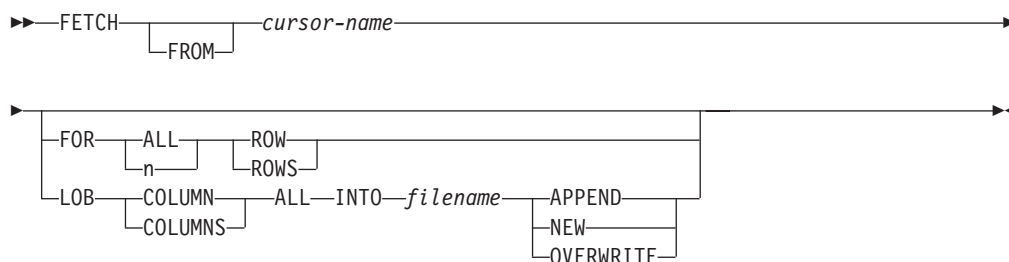 FETCH cursor-name
FROM
FOR ALL ROW
n ROWS
LOB COLUMN ALL INTO filename APPEND
COLUMNS NEW
OVERWRITE